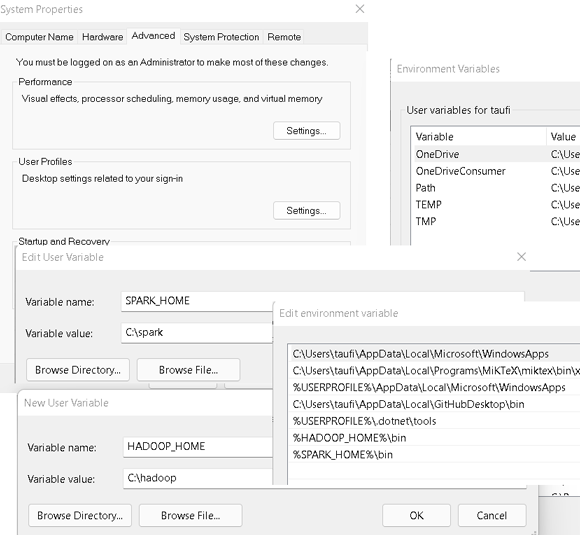 System Properties
Computer Name Hardware Advanced System Protection Remote
You must be logged on as an Administrator to make most of these changes.
Performance
Visual effects, processor scheduling, memory usage, and virtual memory
Settings...
User Profiles
Desktop settings related to your sign-in
Settings...
Startup and Recovery
Environment Variables
User variables for taufi
Variable Value
OneDrive C:\Use
OneDriveConsumer C:\Use
Path C:\Use
TEMP C:\Use
TMP C:\Use
Edit User Variable
Variable name: SPARK_HOME
Variable value: C:\spark
Browse Directory... Browse File...
Edit environment variable
C:\Users\taufi\AppData\Local\Microsoft\WindowsApps
C:\Users\taufi\AppData\Local\Programs\MiKTeX\miktex\bin\x
%USERPROFILE%\AppData\Local\Microsoft\WindowsApps
C:\Users\taufi\AppData\Local\GitHubDesktop\bin
%USERPROFILE%\.dotnet\tools
%HADOOP_HOME%\bin
%SPARK_HOME%\bin
New User Variable
Variable name: HADOOP_HOME
Variable value: C:\hadoop
Browse Directory... Browse File... OK Cancel